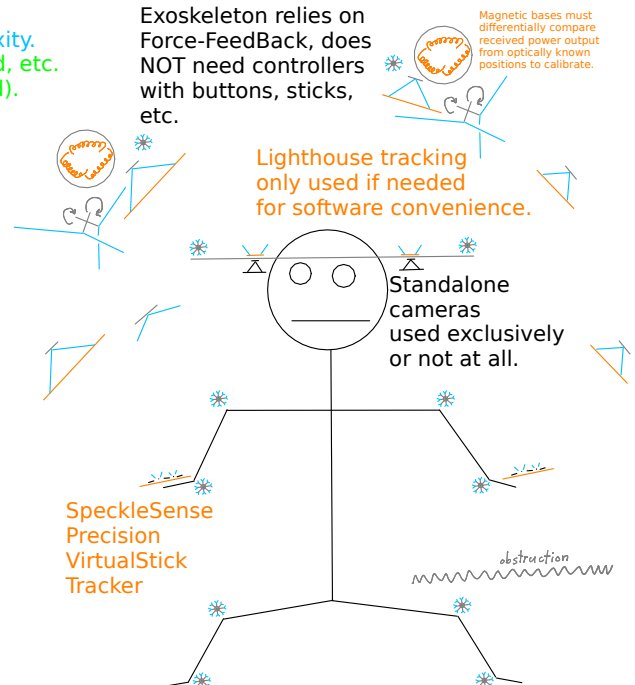 xity.
d, etc.
l).
Exoskeleton relies on
Force-FeedBack, does
NOT need controllers
with buttons, sticks,
etc.
Magnetic bases must
differentially compare
received power output
from optically known
positions to calibrate.
Lighthouse tracking
only used if needed
for software convenience.
Standalone
cameras
used exclusively
or not at all.
SpeckleSense
Precision
VirtualStick
Tracker
obstruction